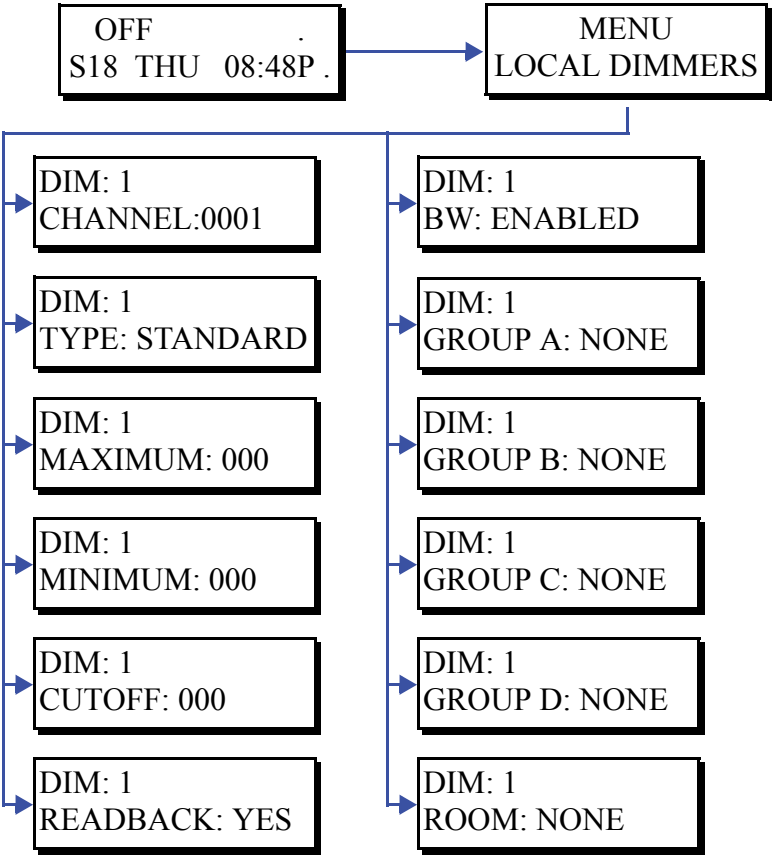 OFF .
S18 THU 08:48P .
MENU
LOCAL DIMMERS
DIM: 1
CHANNEL:0001
DIM: 1
TYPE: STANDARD
DIM: 1
MAXIMUM: 000
DIM: 1
MINIMUM: 000
DIM: 1
CUTOFF: 000
DIM: 1
READBACK: YES
DIM: 1
BW: ENABLED
DIM: 1
GROUP A: NONE
DIM: 1
GROUP B: NONE
DIM: 1
GROUP C: NONE
DIM: 1
GROUP D: NONE
DIM: 1
ROOM: NONE